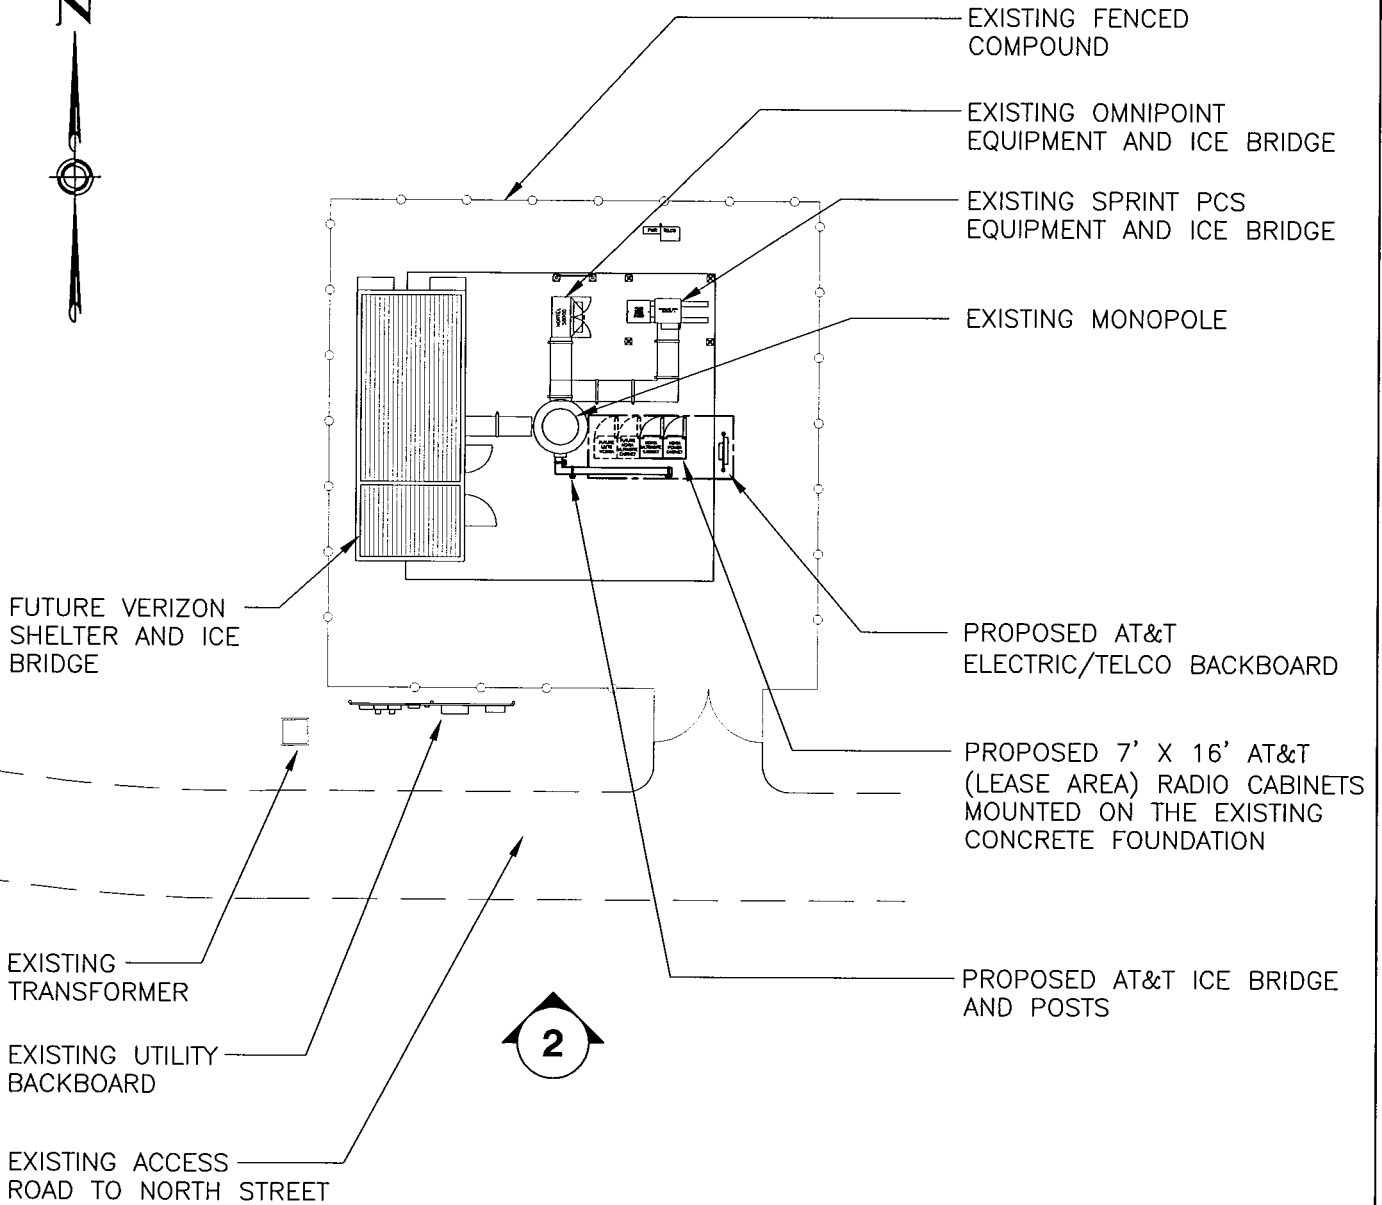 N
EXISTING FENCED
COMPOUND
EXISTING OMNIPOINT
EQUIPMENT AND ICE BRIDGE
EXISTING SPRINT PCS
EQUIPMENT AND ICE BRIDGE
EXISTING MONOPOLE
PWR TELCO
FUTURE VERIZON
SHELTER AND ICE
BRIDGE
PROPOSED AT&T
ELECTRIC/TELCO BACKBOARD
PROPOSED 7' X 16' AT&T
(LEASE AREA) RADIO CABINETS
MOUNTED ON THE EXISTING
CONCRETE FOUNDATION
EXISTING
TRANSFORMER
PROPOSED AT&T ICE BRIDGE
AND POSTS
2
EXISTING UTILITY
BACKBOARD
EXISTING ACCESS
ROAD TO NORTH STREET